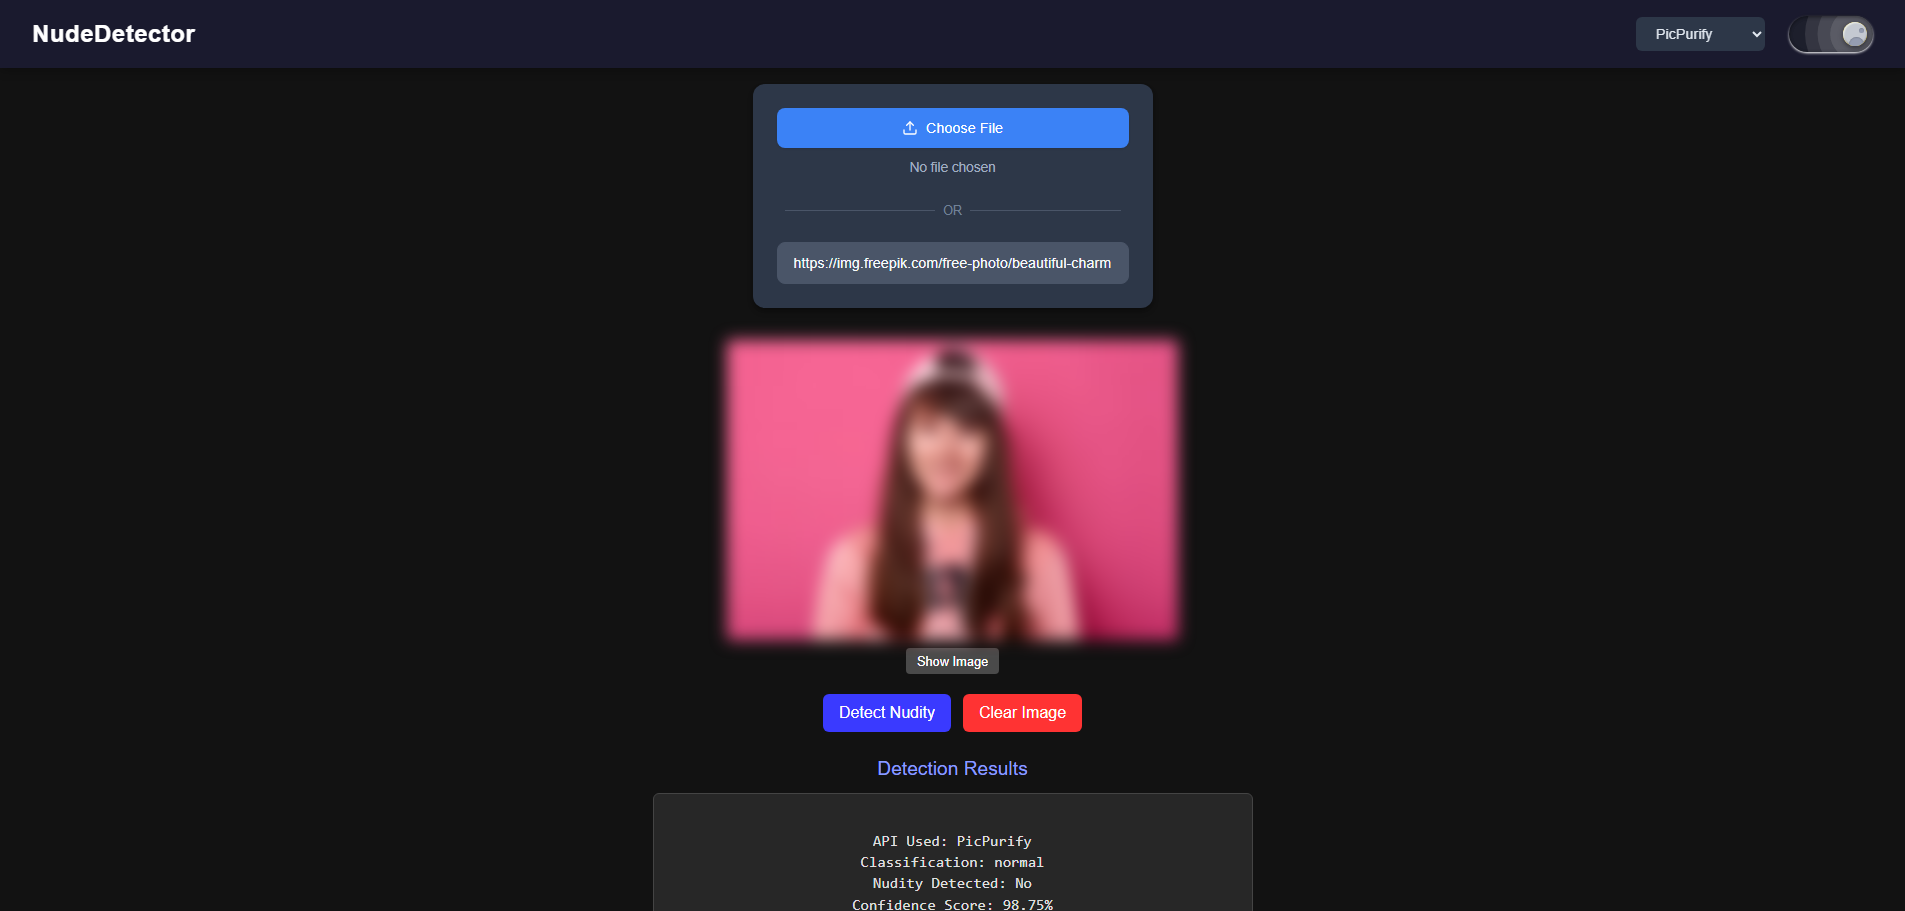 NudeDetector
PicPurify
Choose File
No file chosen
OR
https://img.freepik.com/free-photo/beautiful-charm
Show Image
Detect Nudity
Clear Image
Detection Results
API Used: PicPurify
Classification: normal
Nudity Detected: No
Confidence Score: 98.75%